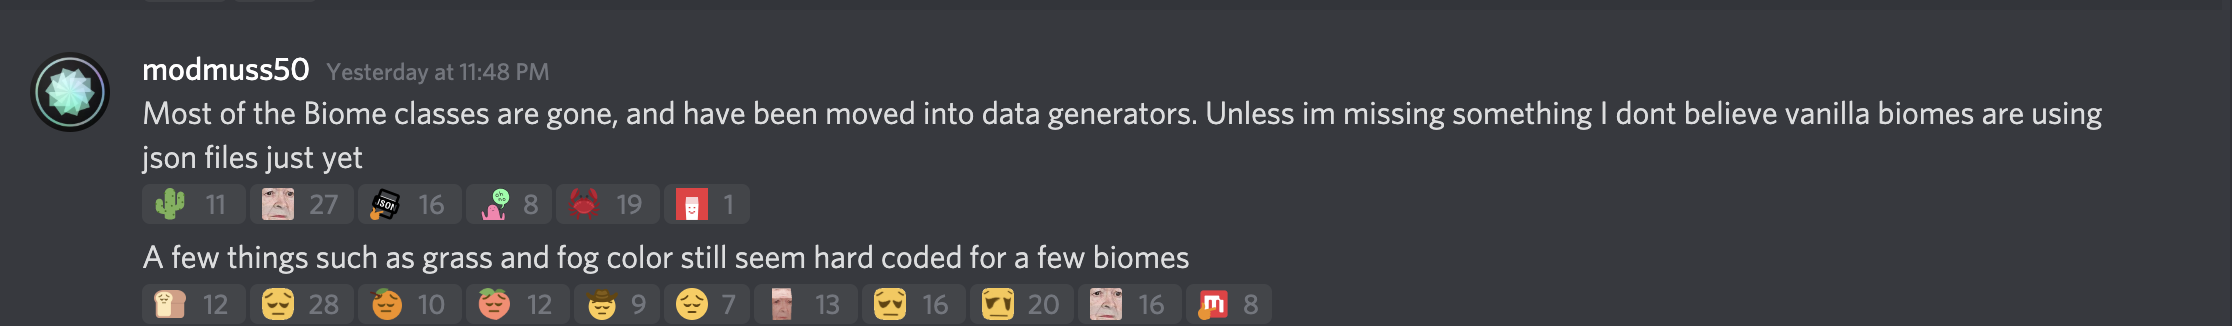 modmuss50 Yesterday at 11:48 PM
Most of the Biome classes are gone, and have been moved into data generators. Unless im missing something I dont believe vanilla biomes are using
json files just yet
11 27 JSON 16 oh no 8 19 1
A few things such as grass and fog color still seem hard coded for a few biomes
12 28 10 12 9 7 13 16 20 16 8